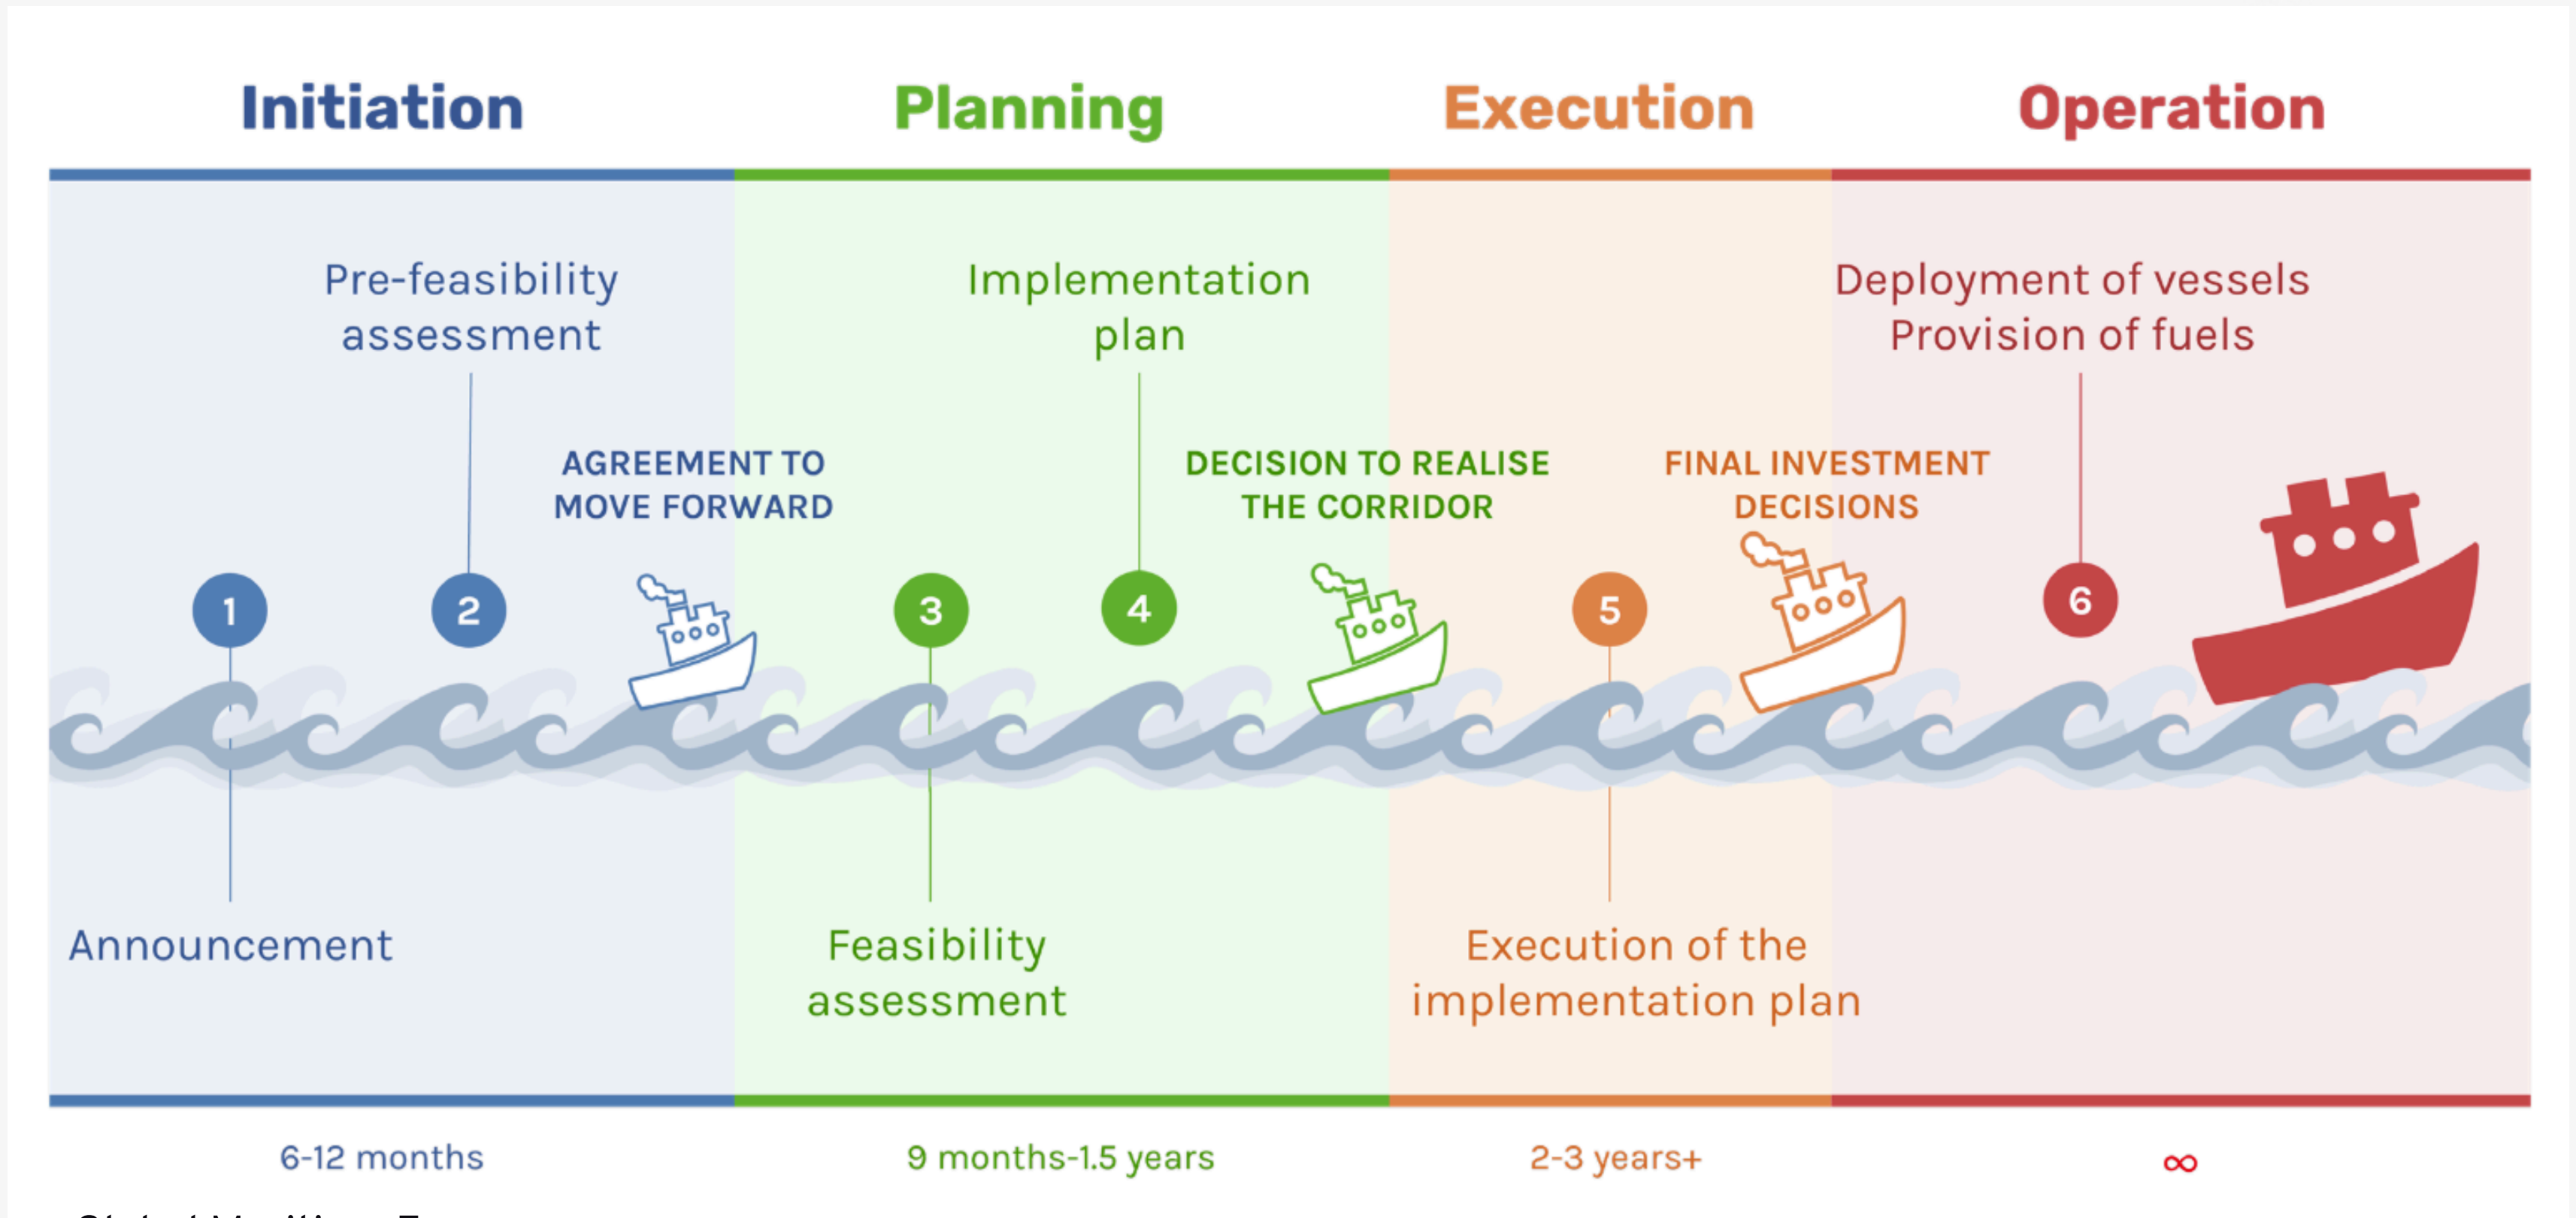 Initiation
Planning
Execution
Operation
Pre-feasibility
assessment
Implementation
plan
Deployment of vessels
Provision of fuels
AGREEMENT TO
MOVE FORWARD
DECISION TO REALISE
THE CORRIDOR
FINAL INVESTMENT
DECISIONS
1
2
3
4
5
6
Announcement
Feasibility
assessment
Execution of the
implementation plan
6-12 months
9 months-1.5 years
2-3 years+
∞